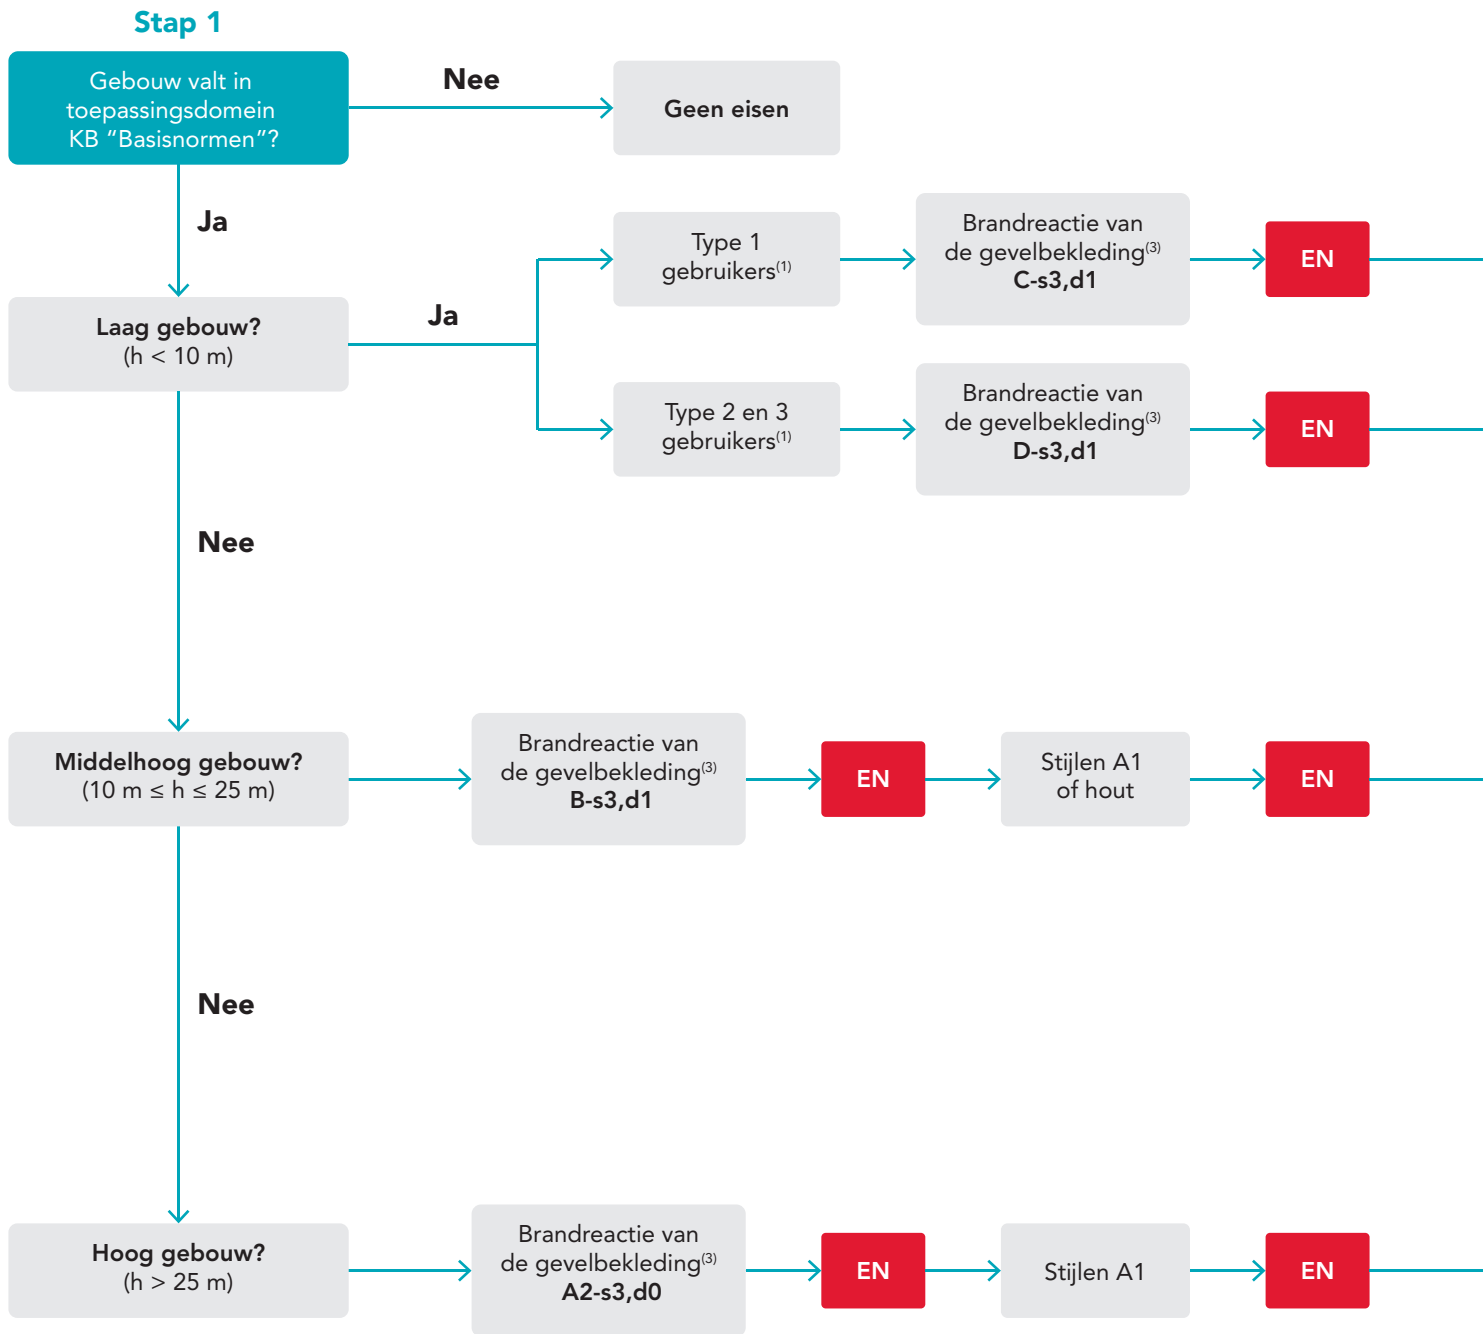 Stap 1
Gebouw valt in
toepassingsdomein
KB "Basisnormen"?
Nee
Geen eisen
Ja
Laag gebouw?
(h < 10 m)
Ja
Type 1
gebruikers(1)
Brandreactie van
de gevelbekleding(3)
C-s3,d1
EN
Type 2 en 3
gebruikers(1)
Brandreactie van
de gevelbekleding(3)
D-s3,d1
EN
Nee
Middelhoog gebouw?
(10 m ≤ h ≤ 25 m)
Brandreactie van
de gevelbekleding(3)
B-s3,d1
EN
Stijlen A1
of hout
EN
Nee
Hoog gebouw?
(h > 25 m)
Brandreactie van
de gevelbekleding(3)
A2-s3,d0
EN
Stijlen A1
EN